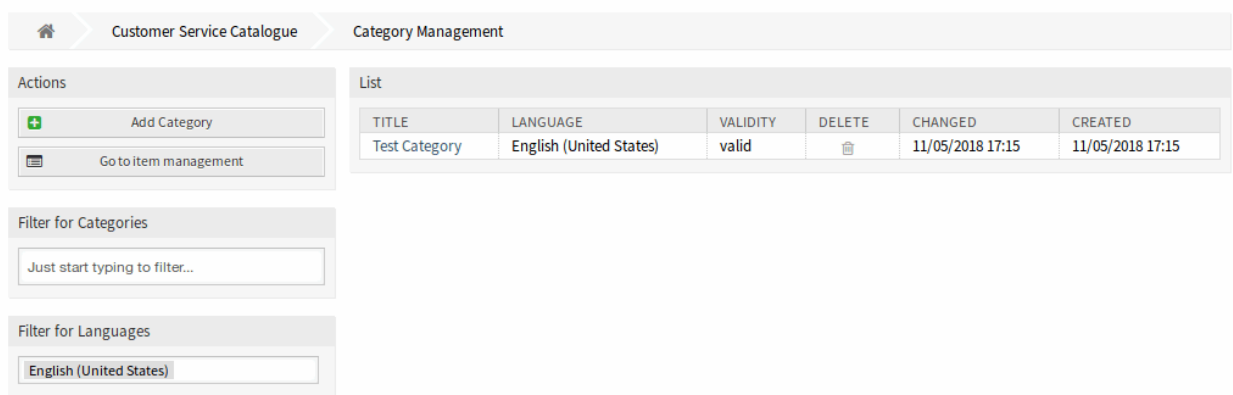 Customer Service Catalogue Category Management
Actions
Add Category
Go to item management
Filter for Categories
Just start typing to filter...
Filter for Languages
English (United States)
List
TITLE LANGUAGE VALIDITY DELETE CHANGED CREATED
Test Category English (United States) valid 11/05/2018 17:15 11/05/2018 17:15